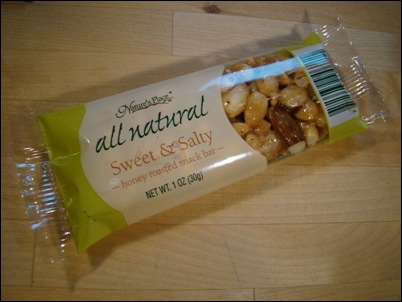 Nature's Place
all natural
Sweet & Salty
- honey roasted snack bar -
NET WT. 1 OZ (30g)